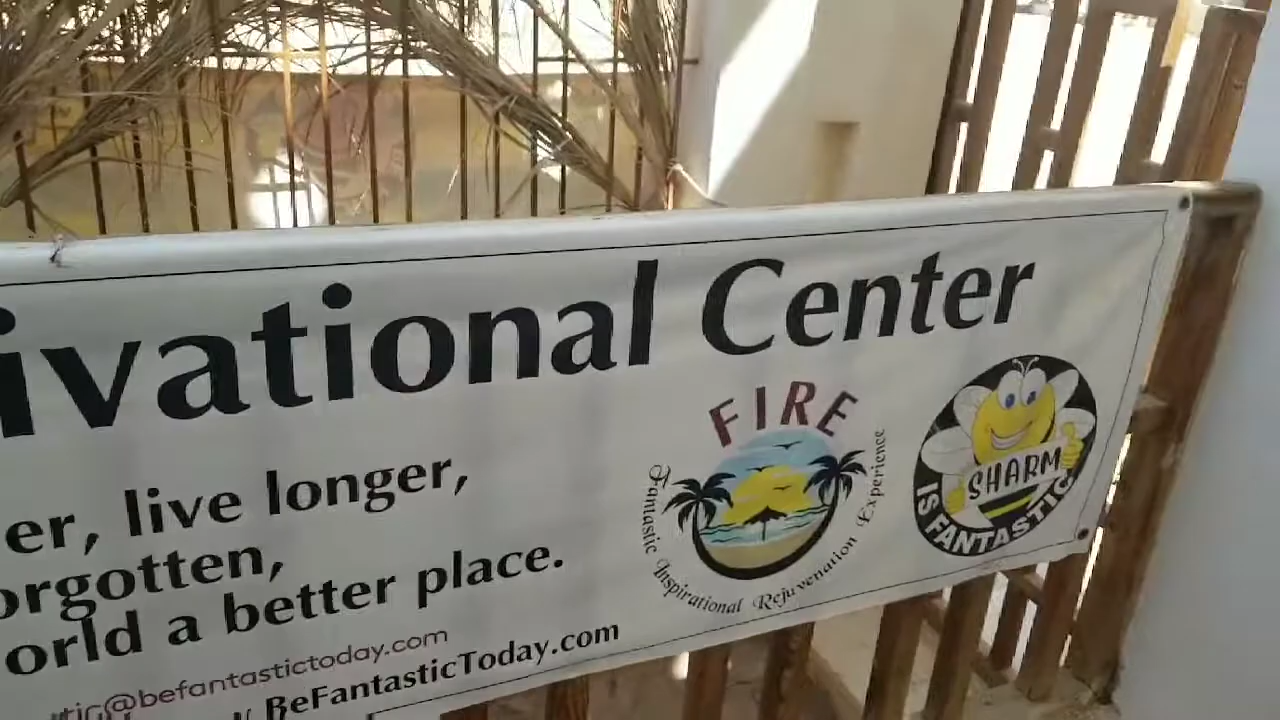 ivational Center
er, live longer,
orgotten,
orld a better place.
tic@befantastictoday.com
BeFantasticToday.com
FIRE
Fantastic Inspirational Rejuvenation Experience
SHARM
IS FANTASTIC